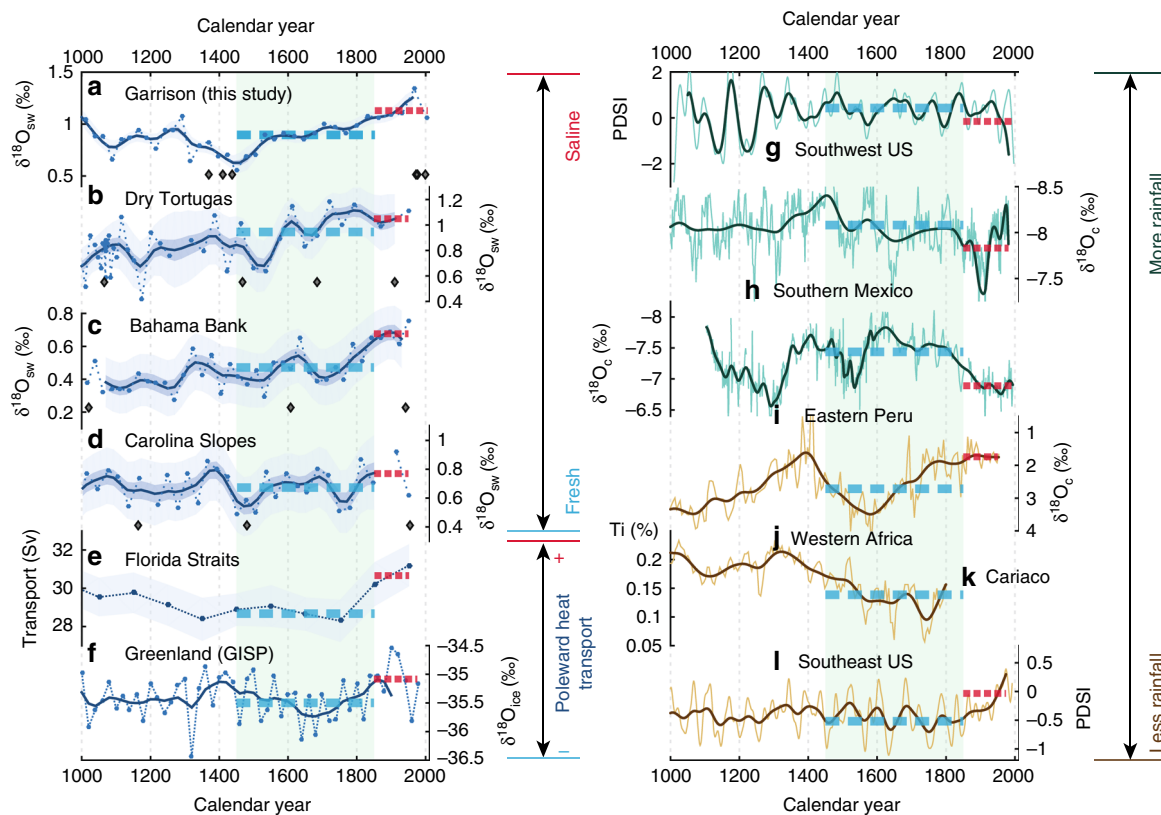 Calendar year
1000 1200 1400 1600 1800 2000
a Garrison (this study)
δ18Osw (‰)
1.5
1
0.5
b Dry Tortugas
δ18Osw (‰)
1.2
1.0
0.8
0.6
0.4
c Bahama Bank
δ18Osw (‰)
0.8
0.6
0.4
0.2
d Carolina Slopes
δ18Osw (‰)
1
0.8
0.6
0.4
e Florida Straits
Transport (Sv)
32
30
28
f Greenland (GISP)
δ18Oice (‰)
−34.5
−35
−35.5
−36
−36.5
1000 1200 1400 1600 1800 2000
Calendar year
Saline
Fresh
+
Poleward heat
transport
−
Calendar year
1000 1200 1400 1600 1800 2000
PDSI
2
0
−2
g Southwest US
−8.5
−8
−7.5
δ18Oc (‰)
h Southern Mexico
δ18Oc (‰)
−8
−7.5
−7
−6.5
i Eastern Peru
1
2
3
4
δ18Oc (‰)
Ti (%)
j Western Africa
0.2
0.15
0.1
0.05
k Cariaco
l Southeast US
0.5
0
−0.5
−1
PDSI
1000 1200 1400 1600 1800 2000
Calendar year
More rainfall
Less rainfall